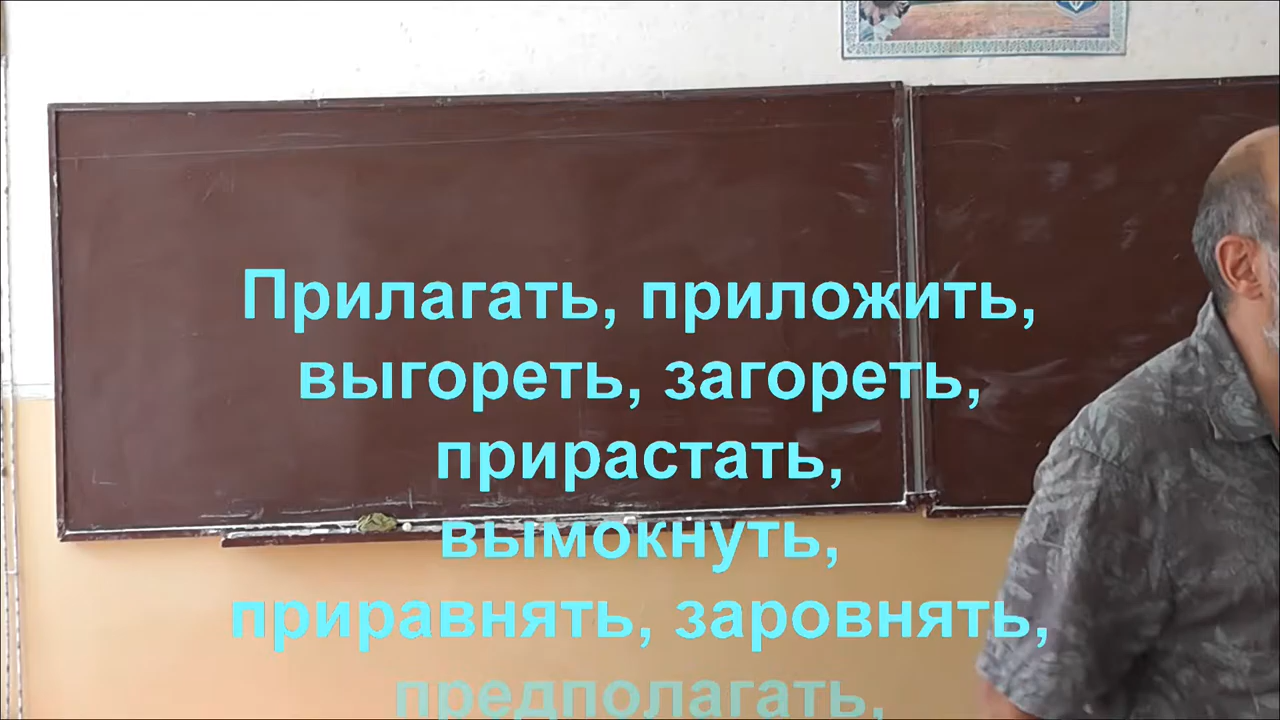 Прилагать, приложить,
выгореть, загореть,
прирастать,
вымокнуть,
приравнять, заровнять,
предполагать,